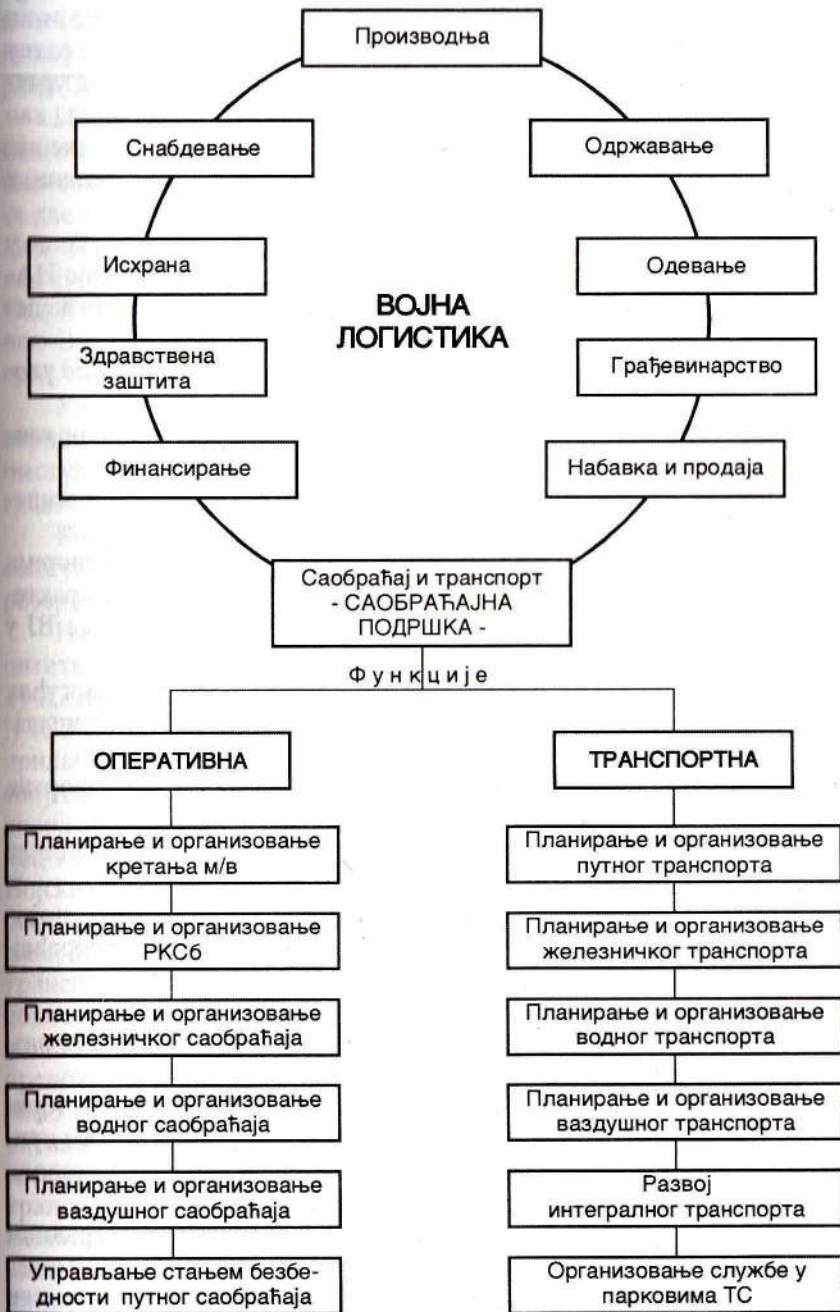 Производња
Снабдевање
Одржавање
Исхрана
Одевање
ВОЈНА
ЛОГИСТИКА
Здравствена
заштита
Грађевинарство
Финансирање
Набавка и продаја
Саобраћај и транспорт
- САОБРАЋАЈНА
ПОДРШКА -
Функције
ОПЕРАТИВНА
ТРАНСПОРТНА
Планирање и организовање
кретања м/в
Планирање и организовање
путног транспорта
Планирање и организовање
РКСб
Планирање и организовање
железничког транспорта
Планирање и организовање
железничког саобраћаја
Планирање и организовање
водног транспорта
Планирање и организовање
водног саобраћаја
Планирање и организовање
ваздушног транспорта
Планирање и организовање
ваздушног саобраћаја
Развој
интегралног транспорта
Управљање стањем безбе-
дности путног саобраћаја
Организовање службе у
парковима ТС